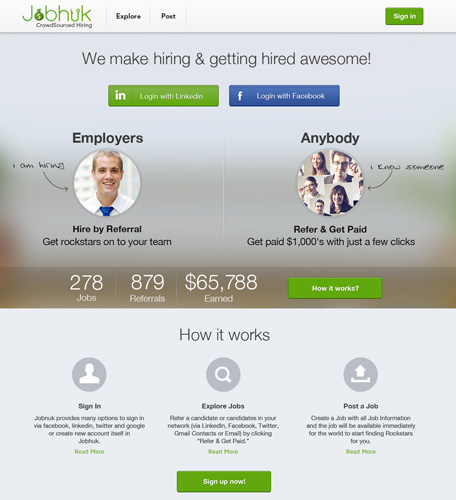 Jobhuk
CrowdSourced Hiring
Explore
Post
Sign in
We make hiring & getting hired awesome!
in Login with Linkedin
f Login with Facebook
Employers
Anybody
i am hiring
i know someone
Hire by Referral
Get rockstars on to your team
Refer & Get Paid
Get paid $1,000's with just a few clicks
278
Jobs
879
Referrals
$65,788
Earned
How it works?
How it works
Sign In
Jobnuk provides many options to sign in
via facebook, linkedin, twitter and google
or create new account itself in
Jobhuk.
Read More
Explore Jobs
Refer a candidate or candidates in your
network (via LinkedIn, Facebook, Twitter,
Gmail Contacts or Email) by clicking
"Refer & Get Paid."
Read More
Post a Job
Create a Job with all Job Information
and the job will be available immediately
for the world to start finding Rockstars
for you.
Read More
Sign up now!